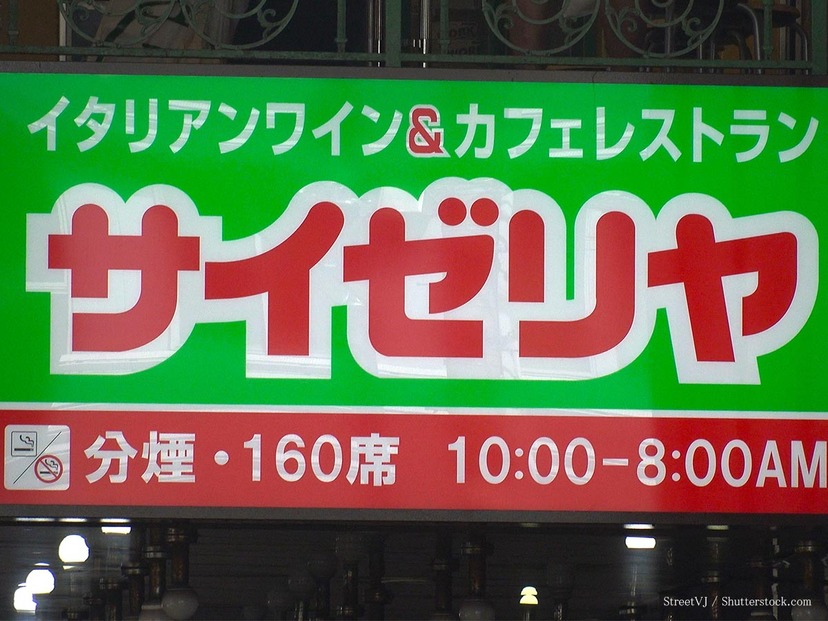 イタリアンワイン&カフェレストラン
サイゼリヤ
分煙・160席 10:00-8:00AM
StreetVJ / Shutterstock.com